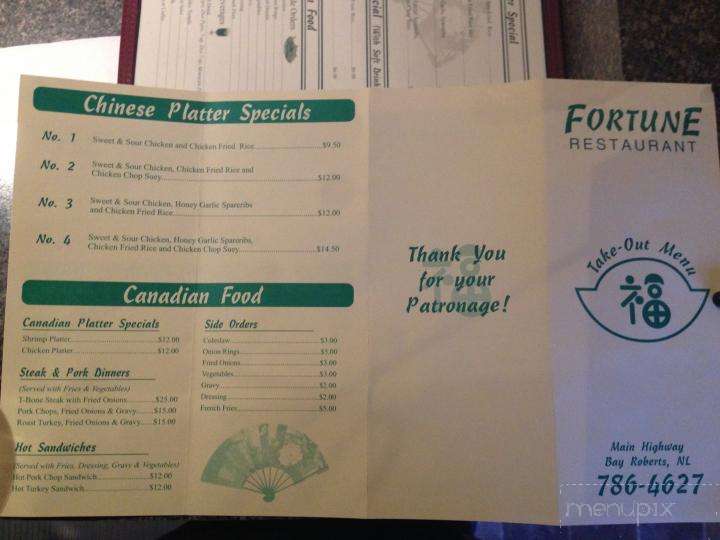 Chinese Platter Specials
No. 1 Sweet & Sour Chicken and Chicken Fried Rice $9.50
No. 2 Sweet & Sour Chicken, Chicken Fried Rice and
Chicken Chop Suey $12.00
No. 3 Sweet & Sour Chicken, Honey Garlic Spareribs
and Chicken Fried Rice $12.00
No. 4 Sweet & Sour Chicken, Honey Garlic Spareribs,
Chicken Fried Rice and Chicken Chop Suey $14.50
Canadian Food
Canadian Platter Specials
Shrimp Platter $12.00
Chicken Platter $12.00
Steak & Pork Dinners
(Served with Fries & Vegetables)
T-Bone Steak with Fried Onions $25.00
Pork Chops, Fried Onions & Gravy $15.00
Roast Turkey, Fried Onions & Gravy $15.00
Hot Sandwiches
(Served with Fries, Dressing, Gravy & Vegetables)
Hot Pork Chop Sandwich $12.00
Hot Turkey Sandwich $12.00
Side Orders
Coleslaw $3.00
Onion Rings
Fried Onions $3.00
Vegetables $3.00
Gravy $2.00
Dressing $2.00
French Fries $5.00
Thank You
for your
Patronage!
福
FORTUNE
RESTAURANT
Take-Out Menu
福
Main Highway
Bay Roberts, NL
786-4627
menupix